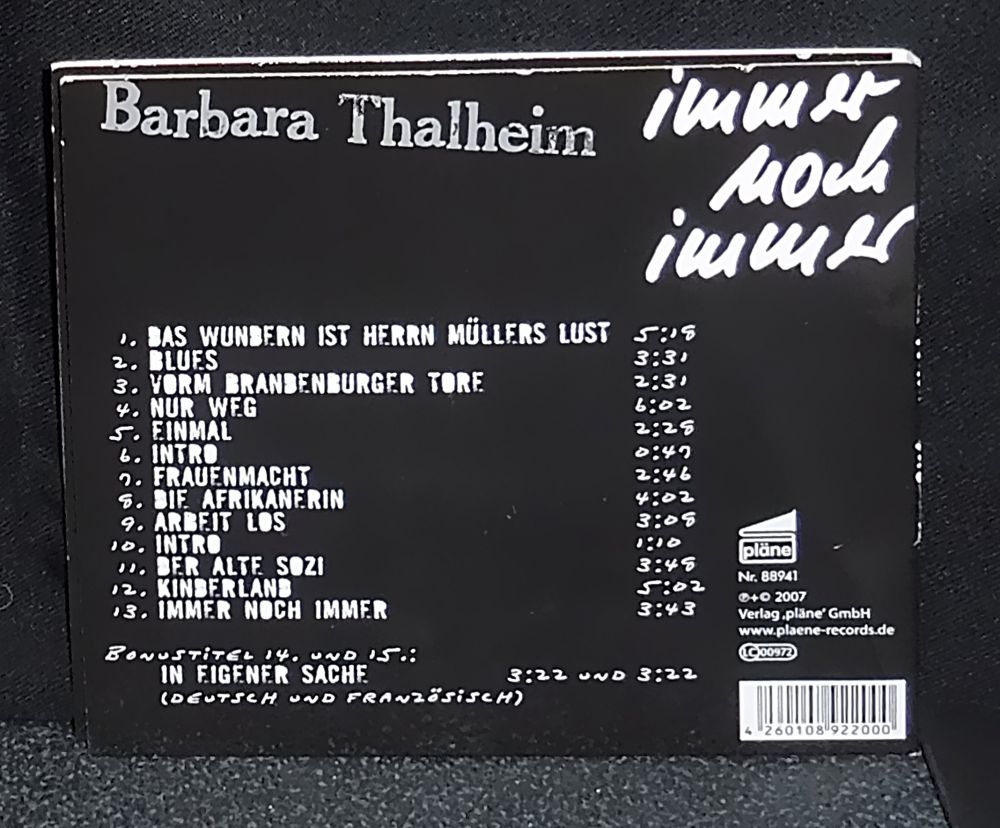 Barbara Thalheim
immer
noch
immer
1. DAS WUNDERN IST HERRN MÜLLERS LUST 5:18
2. BLUES 3:31
3. VORM BRANDENBURGER TORE 2:31
4. NUR WEG 6:02
5. EINMAL 2:28
6. INTRO 0:47
7. FRAUENMACHT 2:46
8. DIE AFRIKANERIN 4:02
9. ARBEIT LOS 3:08
10. INTRO 1:10
11. DER ALTE SOZI 3:48
12. KINDERLAND 5:02
13. IMMER NOCH IMMER 3:43
BONUSTITEL 14. UND 15.:
IN EIGENER SACHE 3:22 UND 3:22
(DEUTSCH UND FRANZÖSISCH)
pläne
Nr. 88941
℗+© 2007
Verlag ‚pläne‘ GmbH
www.plaene-records.de
LC 00972
4 260108 922000